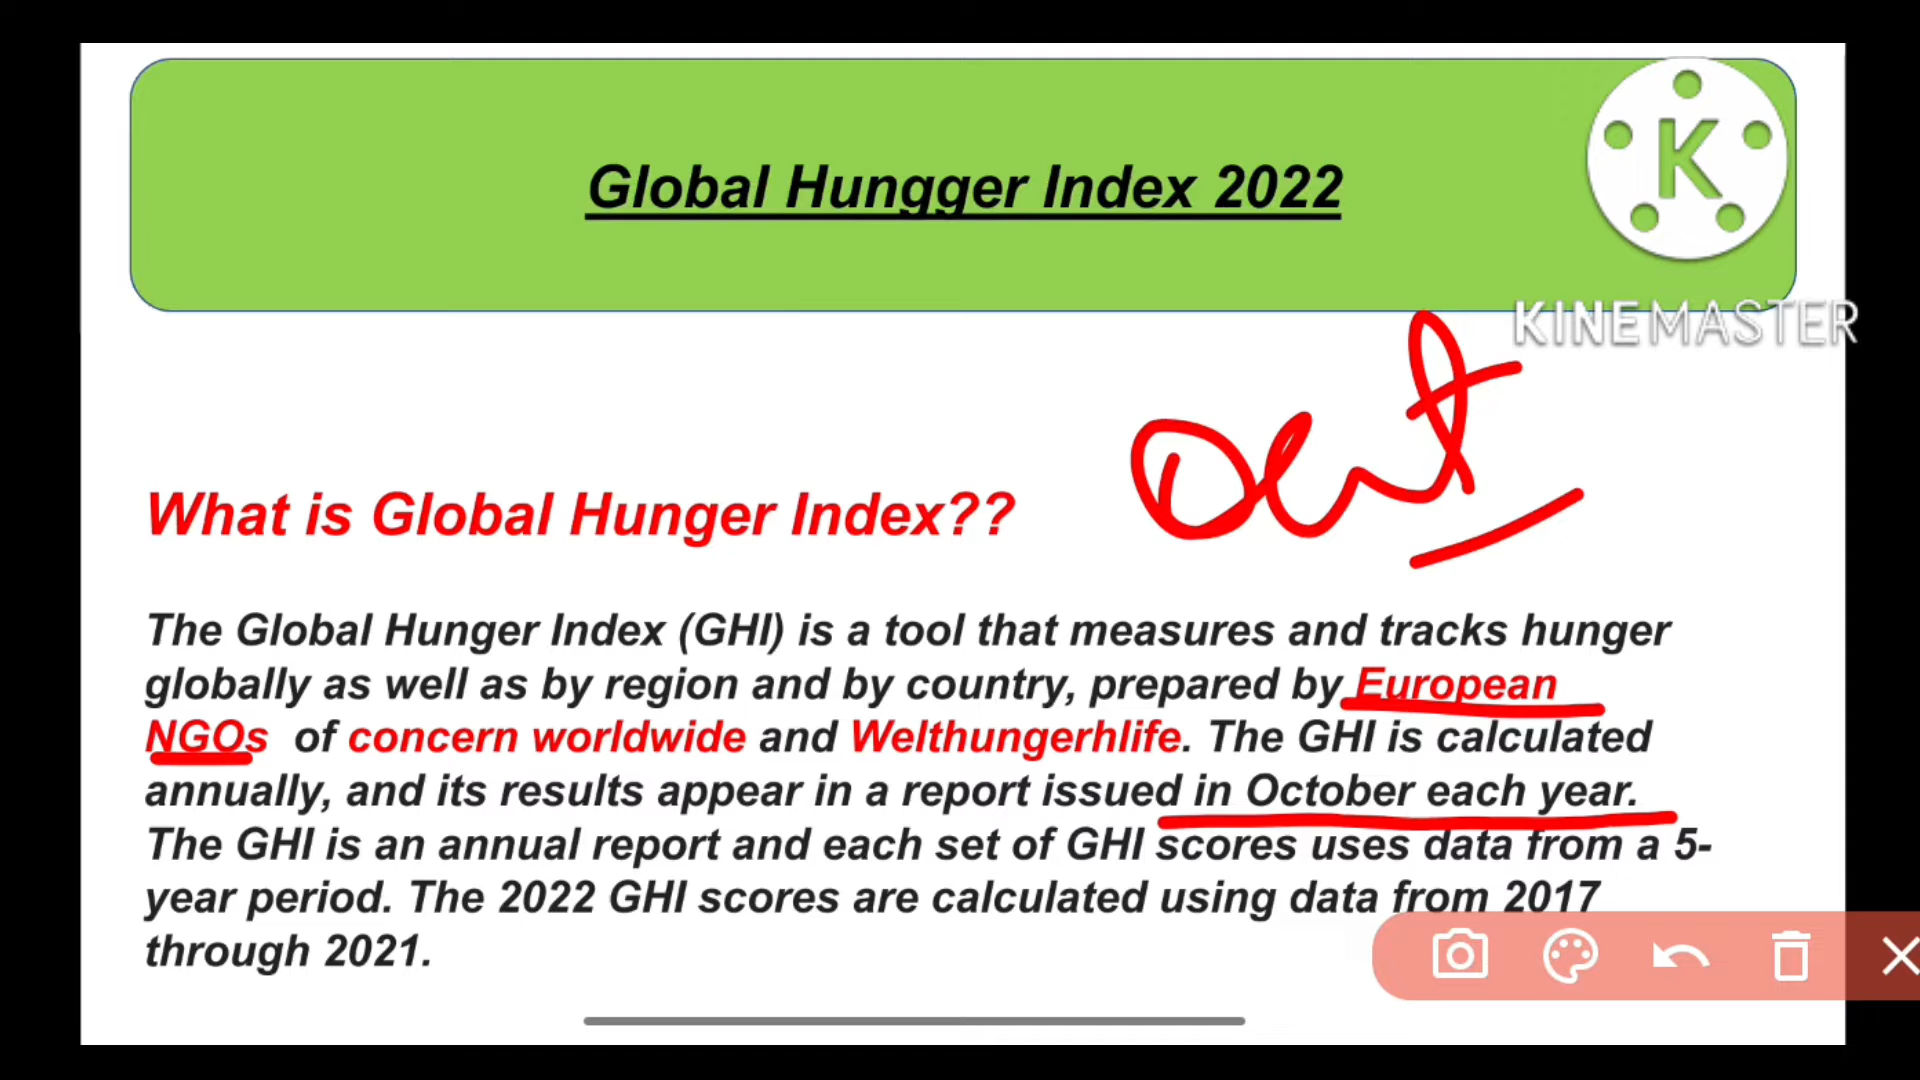 Global Hungger Index 2022
K
KINEMASTER
Oct
What is Global Hunger Index??
The Global Hunger Index (GHI) is a tool that measures and tracks hunger
globally as well as by region and by country, prepared by European
NGOs of concern worldwide and Welthungerhlife. The GHI is calculated
annually, and its results appear in a report issued in October each year.
The GHI is an annual report and each set of GHI scores uses data from a 5-
year period. The 2022 GHI scores are calculated using data from 2017
through 2021.